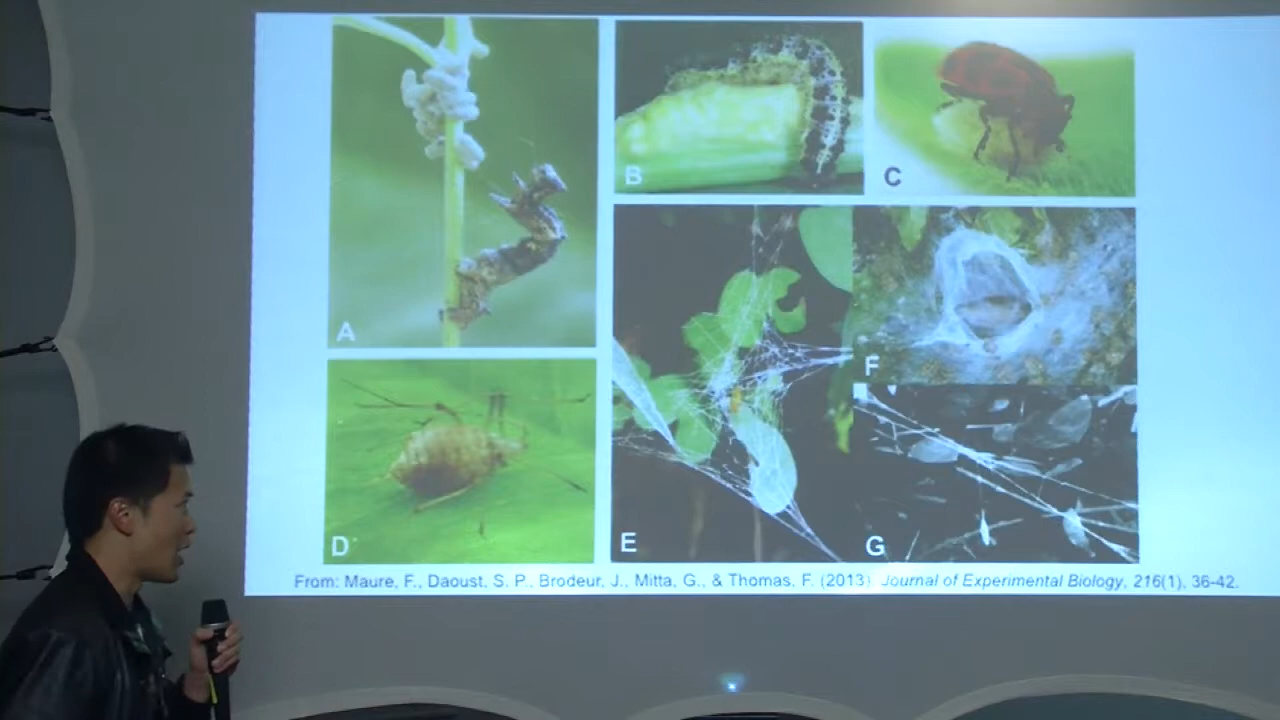 A
B
C
D
E
F
G
From: Maure, F., Daoust, S. P., Brodeur, J., Mitta, G., & Thomas, F. (2013) Journal of Experimental Biology, 216(1), 36-42.